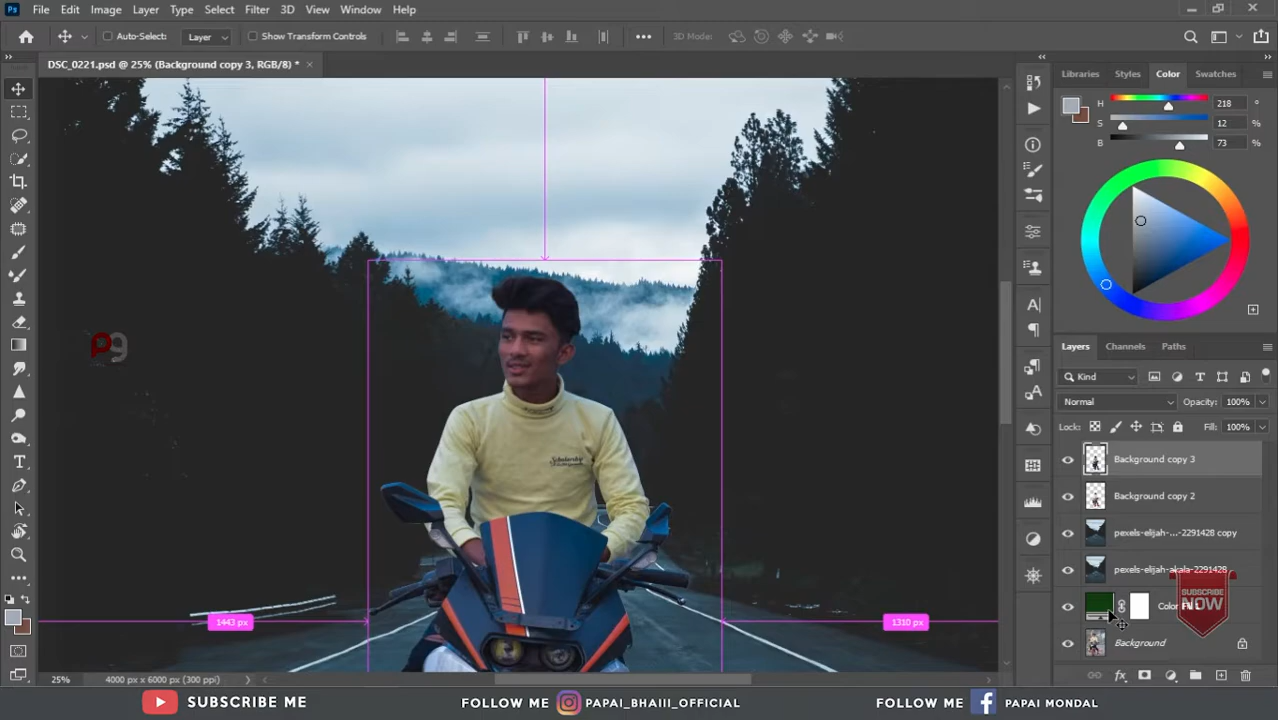 Ps File Edit Image Layer Type Select Filter 3D View Window Help
Auto-Select: Layer Show Transform Controls 3D Mode:
DSC_0221.psd @ 25% (Background copy 3, RGB/8) *
Libraries Styles Color Swatches
H 218 °
S 12 %
B 73 %
pg
Scholarship
1443 px
1310 px
Layers Channels Paths
Kind
Normal Opacity: 100%
Lock: Fill: 100%
Background copy 3
Background copy 2
pexels-elijah-...-2291428 copy
pexels-elijah-akala-2291428
Color Fill 1
Background
SUBSCRIBE
NOW
25% 4000 px x 6000 px (300 ppi)
SUBSCRIBE ME FOLLOW ME PAPAI_BHAIII_OFFICIAL FOLLOW ME PAPAI MONDAL